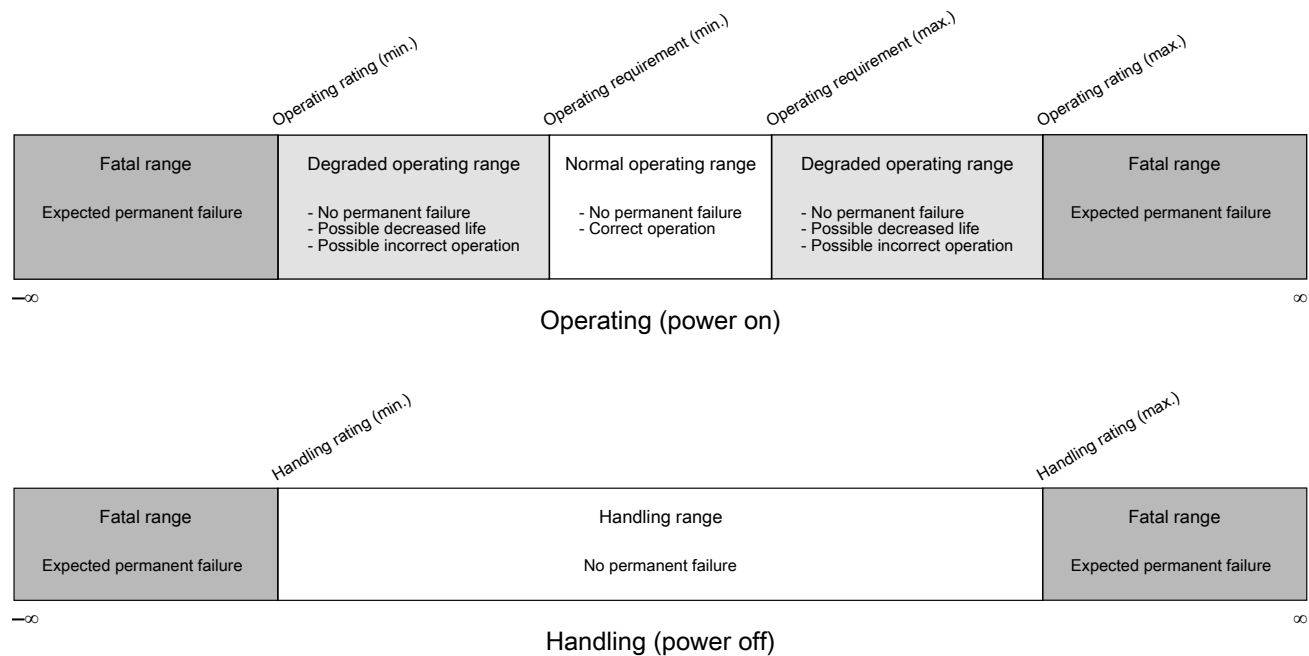 Operating rating (min.)
Operating requirement (min.)
Operating requirement (max.)
Operating rating (max.)
Fatal range
Expected permanent failure
Degraded operating range
- No permanent failure
- Possible decreased life
- Possible incorrect operation
Normal operating range
- No permanent failure
- Correct operation
Degraded operating range
- No permanent failure
- Possible decreased life
- Possible incorrect operation
Fatal range
Expected permanent failure
–∞
∞
Operating (power on)
Handling rating (min.)
Handling rating (max.)
Fatal range
Expected permanent failure
Handling range
No permanent failure
Fatal range
Expected permanent failure
–∞
∞
Handling (power off)